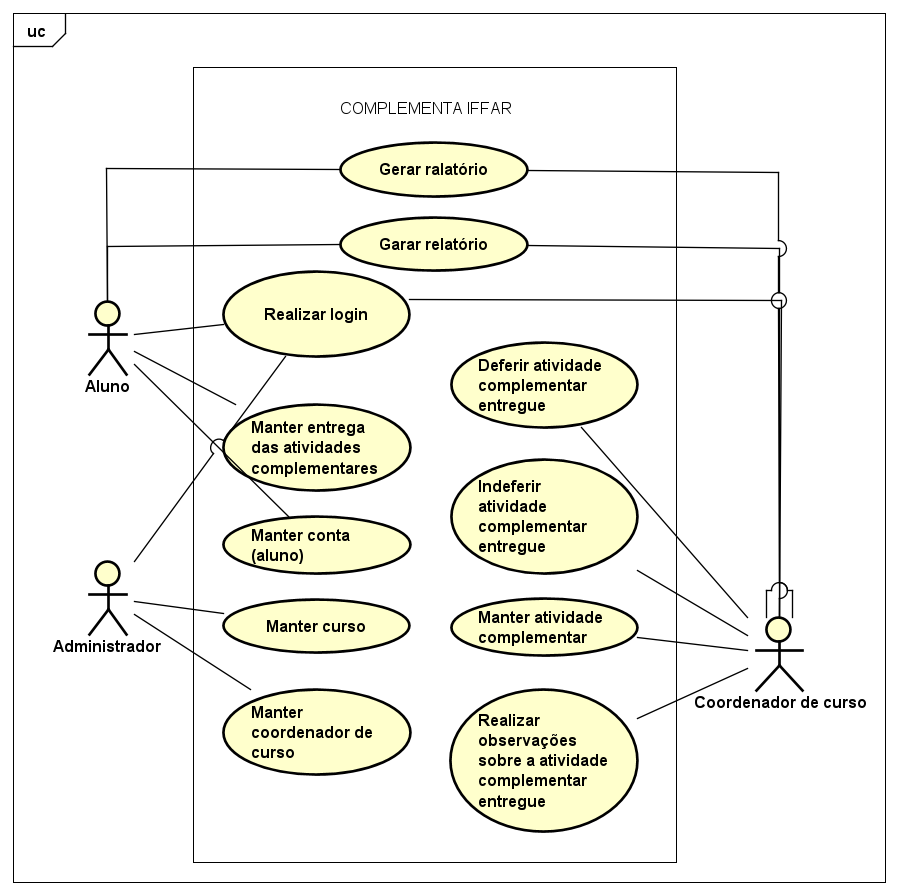 uc
COMPLEMENTA IFFAR
Gerar ralatório
Garar relatório
Realizar login
Aluno
Deferir atividade
complementar
entregue
Manter entrega
das atividades
complementares
Indeferir
atividade
complementar
entregue
Manter conta
(aluno)
Administrador
Manter curso
Manter atividade
complementar
Coordenador de curso
Manter
coordenador de
curso
Realizar
observações
sobre a atividade
complementar
entregue